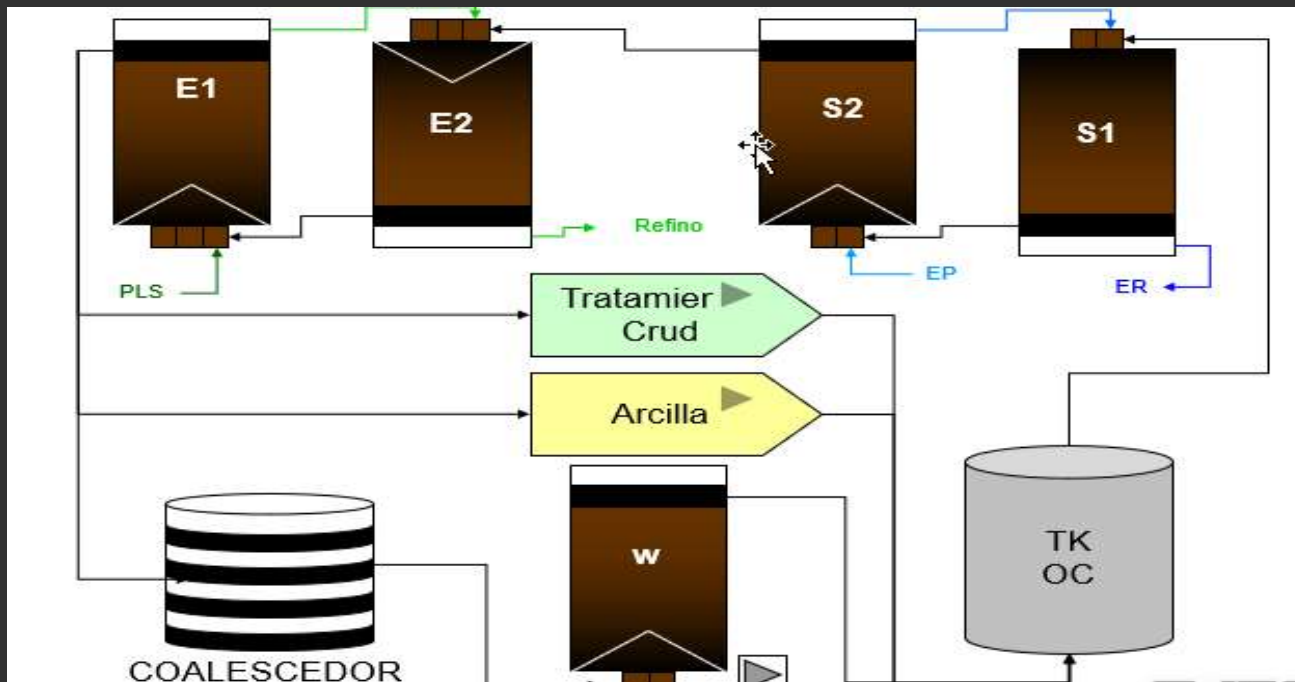 E1
E2
S2
S1
Refino
PLS
EP
ER
Tratamier
Crud
Arcilla
W
TK
OC
COALESCEDOR